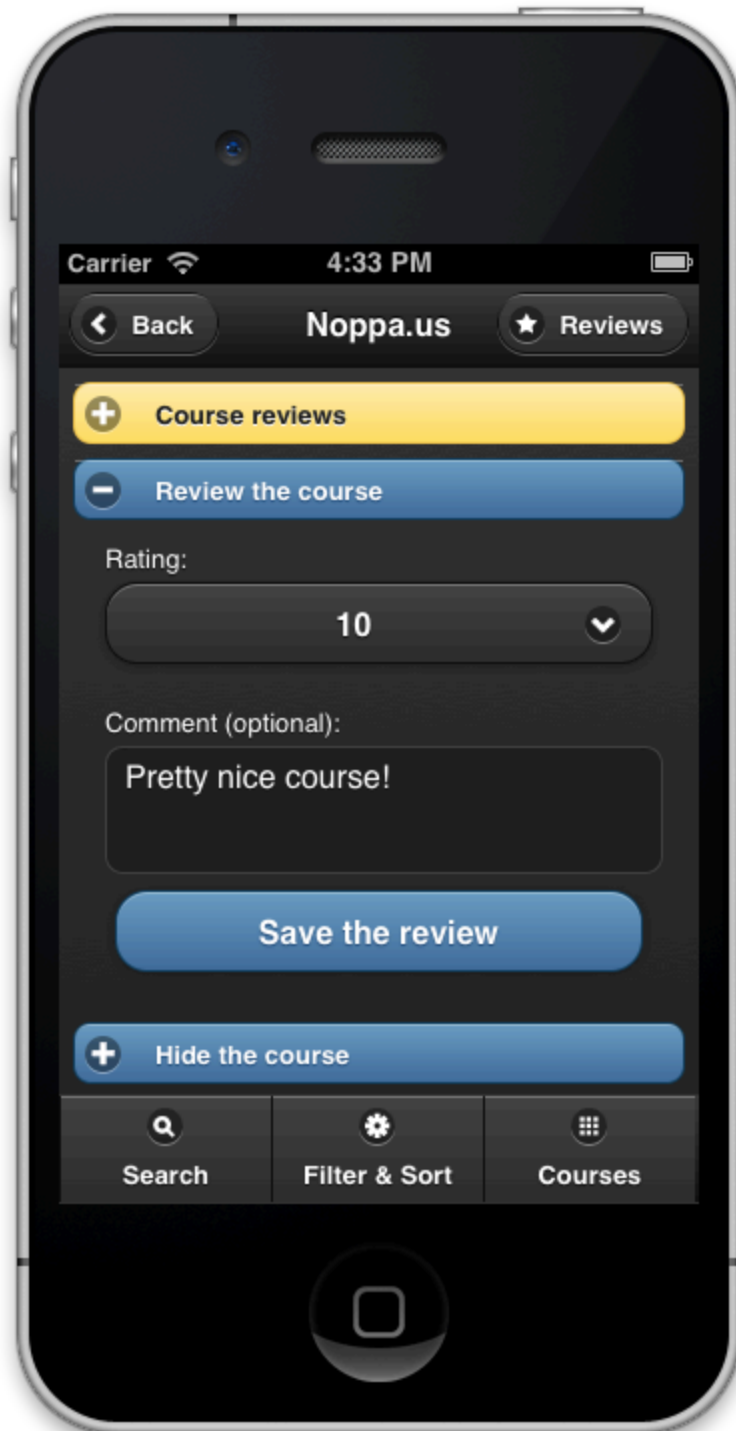 Carrier 4:33 PM
Back Noppa.us Reviews
Course reviews
Review the course
Rating:
10
Comment (optional):
Pretty nice course!
Save the review
Hide the course
Search Filter & Sort Courses